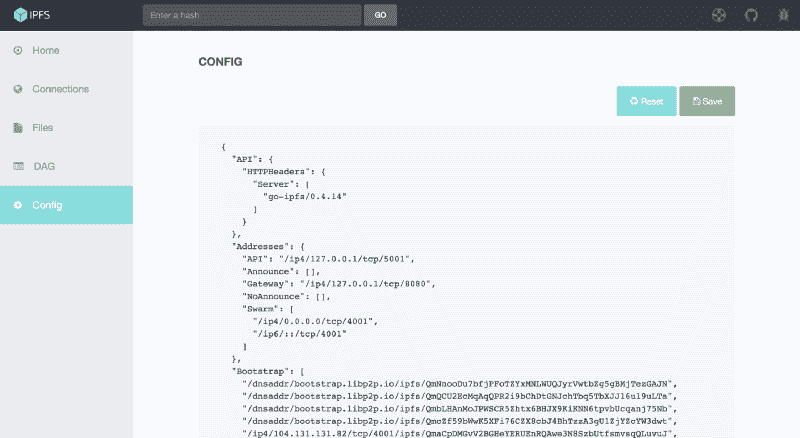 IPFS
Enter a hash
GO
Home
Connections
Files
DAG
Config
CONFIG
Reset
Save
{
"API": {
"HTTPHeaders": {
"Server": [
"go-ipfs/0.4.14"
]
}
},
"Addresses": {
"API": "/ip4/127.0.0.1/tcp/5001",
"Announce": [],
"Gateway": "/ip4/127.0.0.1/tcp/8080",
"NoAnnounce": [],
"Swarm": [
"/ip4/0.0.0.0/tcp/4001",
"/ip6/::/tcp/4001"
]
},
"Bootstrap": [
"/dnsaddr/bootstrap.libp2p.io/ipfs/QmNnooDu7bfjPFoTZYxMNLWUQJyrVwtbZg5gBMjTezGAJN",
"/dnsaddr/bootstrap.libp2p.io/ipfs/QmQCU2EcMqAqQPR2i9bChDtGNJchTbq5TbXJJ16u19uLTa",
"/dnsaddr/bootstrap.libp2p.io/ipfs/QmbLHAnMoJPWSCR5Zhtx6BHJX9KiKNN6tpvbUcqanj75Nb",
"/dnsaddr/bootstrap.libp2p.io/ipfs/QmcZf59bWwK5XFi76CZX8cbJ4BhTzzA3gU1ZjYZcYW3dwt",
"/ip4/104.131.131.82/tcp/4001/ipfs/QmaCpDMGvV2BGHeYERUEnRQAwe3N8SzbUtfsmvsqQLuvuJ",